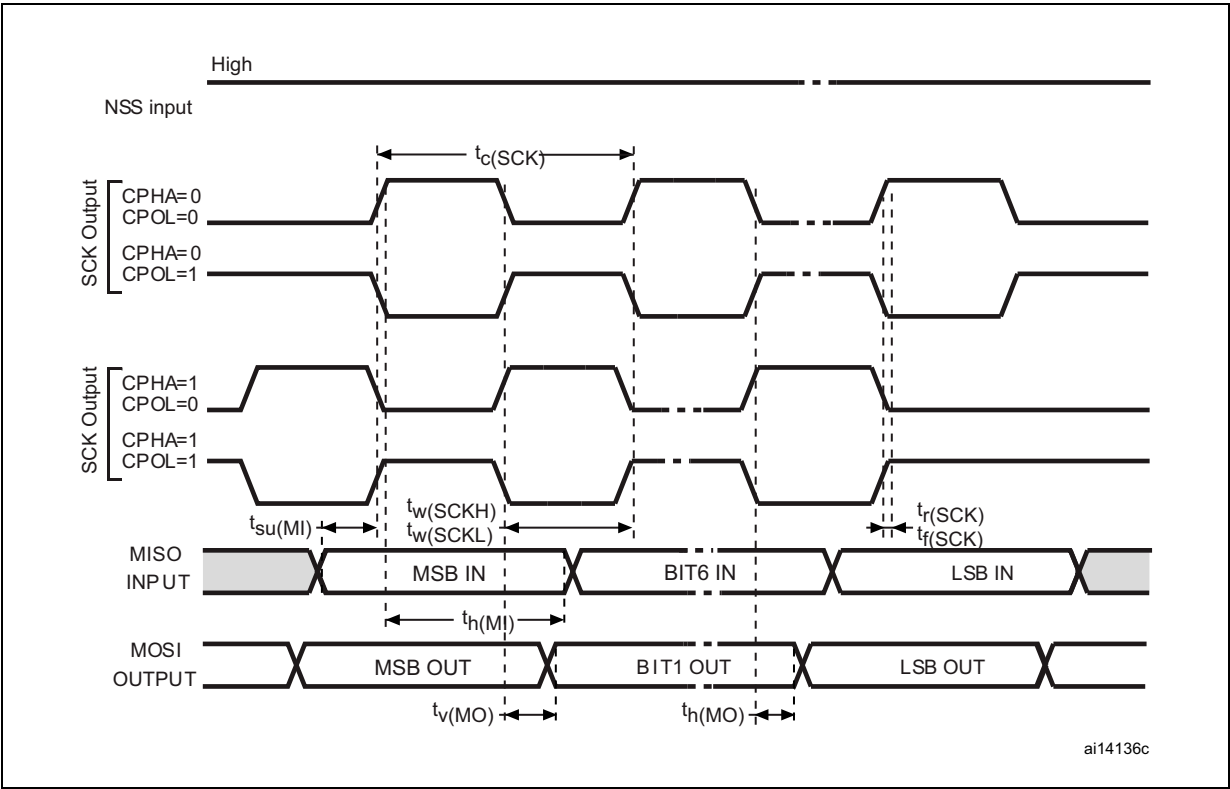 High
NSS input
tc(SCK)
SCK Output
CPHA=0
CPOL=0
CPHA=0
CPOL=1
SCK Output
CPHA=1
CPOL=0
CPHA=1
CPOL=1
tsu(MI)
tw(SCKH)
tw(SCKL)
tr(SCK)
tf(SCK)
MISO
INPUT
MSB IN
BIT6 IN
LSB IN
th(MI)
MOSI
OUTPUT
MSB OUT
BIT1 OUT
LSB OUT
tv(MO)
th(MO)
ai14136c